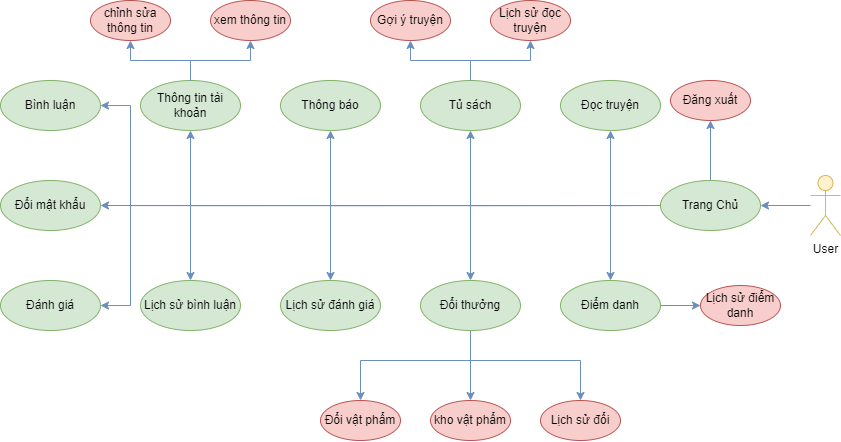 chỉnh sửa
thông tin
xem thông tin
Gợi ý truyện
Lịch sử đọc
truyện
Bình luận
Thông tin tài
khoản
Thông báo
Tủ sách
Đọc truyện
Đăng xuất
Đổi mật khẩu
Trang Chủ
User
Đánh giá
Lịch sử bình luận
Lịch sử đánh giá
Đổi thưởng
Điểm danh
Lịch sử điểm
danh
Đổi vật phẩm
kho vật phẩm
Lịch sử đổi